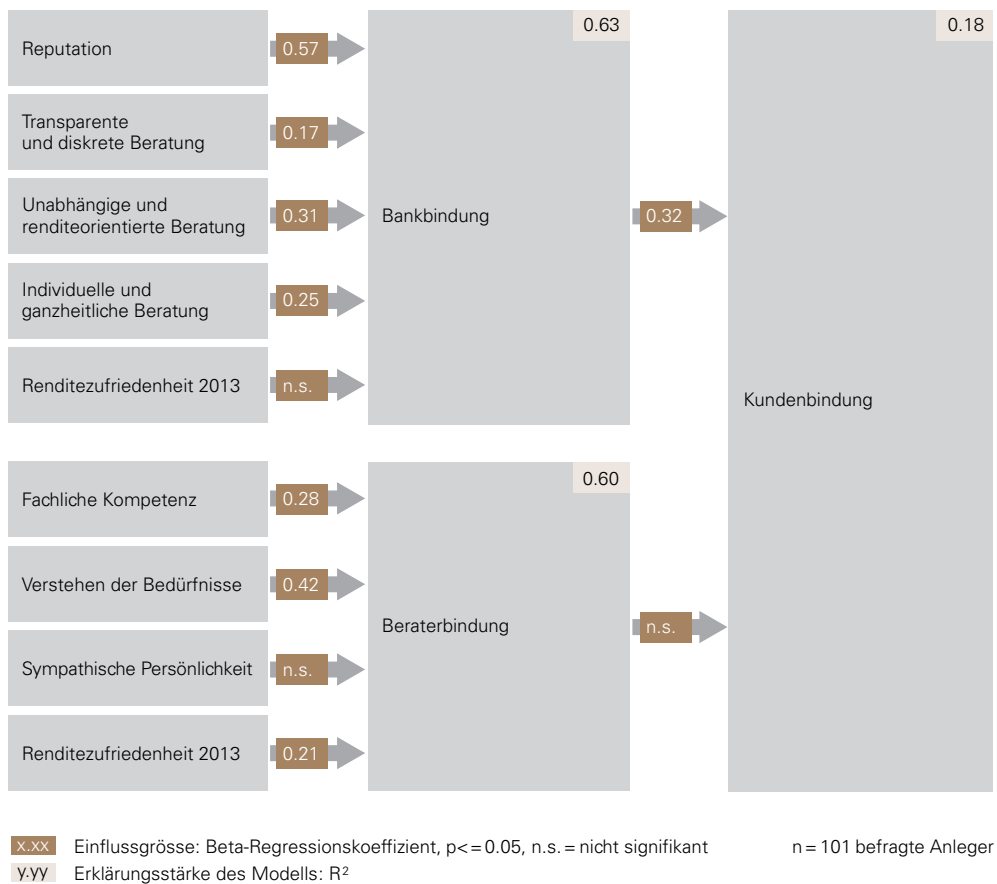 Reputation
0.57
0.63
0.18
Transparente
und diskrete Beratung
0.17
Unabhängige und
renditeorientierte Beratung
0.31
Bankbindung
0.32
Individuelle und
ganzheitliche Beratung
0.25
Renditezufriedenheit 2013
n.s.
Kundenbindung
Fachliche Kompetenz
0.28
0.60
Verstehen der Bedürfnisse
0.42
Beraterbindung
n.s.
Sympathische Persönlichkeit
n.s.
Renditezufriedenheit 2013
0.21
x.xx Einflussgrösse: Beta-Regressionskoeffizient, p<=0.05, n.s. = nicht signifikant n = 101 befragte Anleger
y.yy Erklärungsstärke des Modells: R²